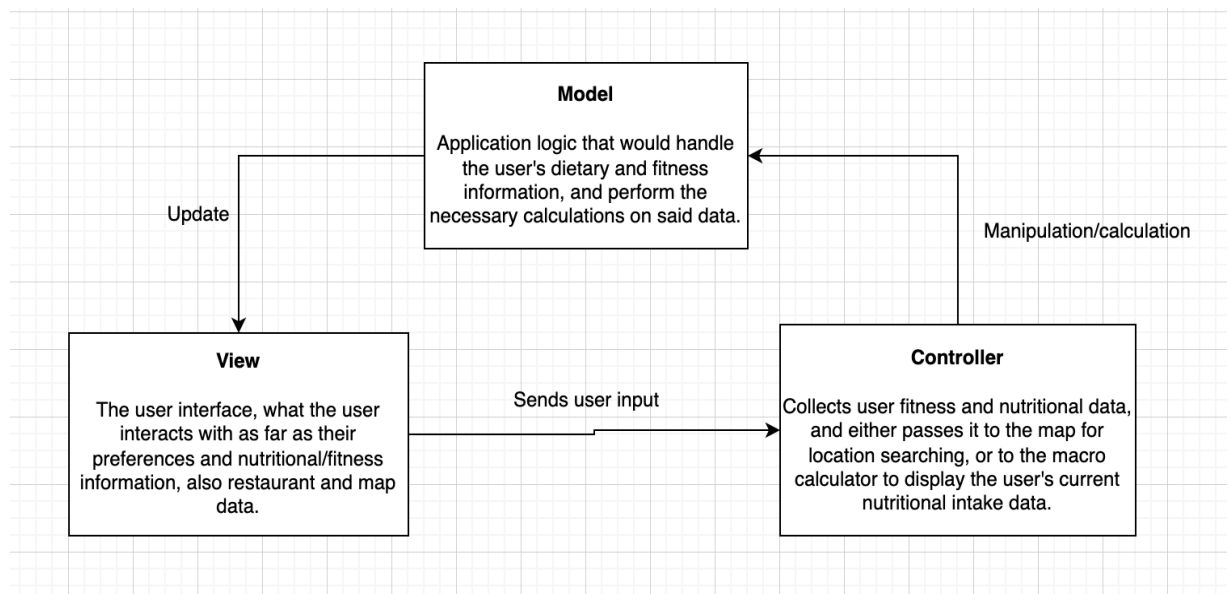 Model
Application logic that would handle
the user's dietary and fitness
information, and perform the
necessary calculations on said data.
Update
Manipulation/calculation
View
The user interface, what the user
interacts with as far as their
preferences and nutritional/fitness
information, also restaurant and map
data.
Sends user input
Controller
Collects user fitness and nutritional data,
and either passes it to the map for
location searching, or to the macro
calculator to display the user's current
nutritional intake data.